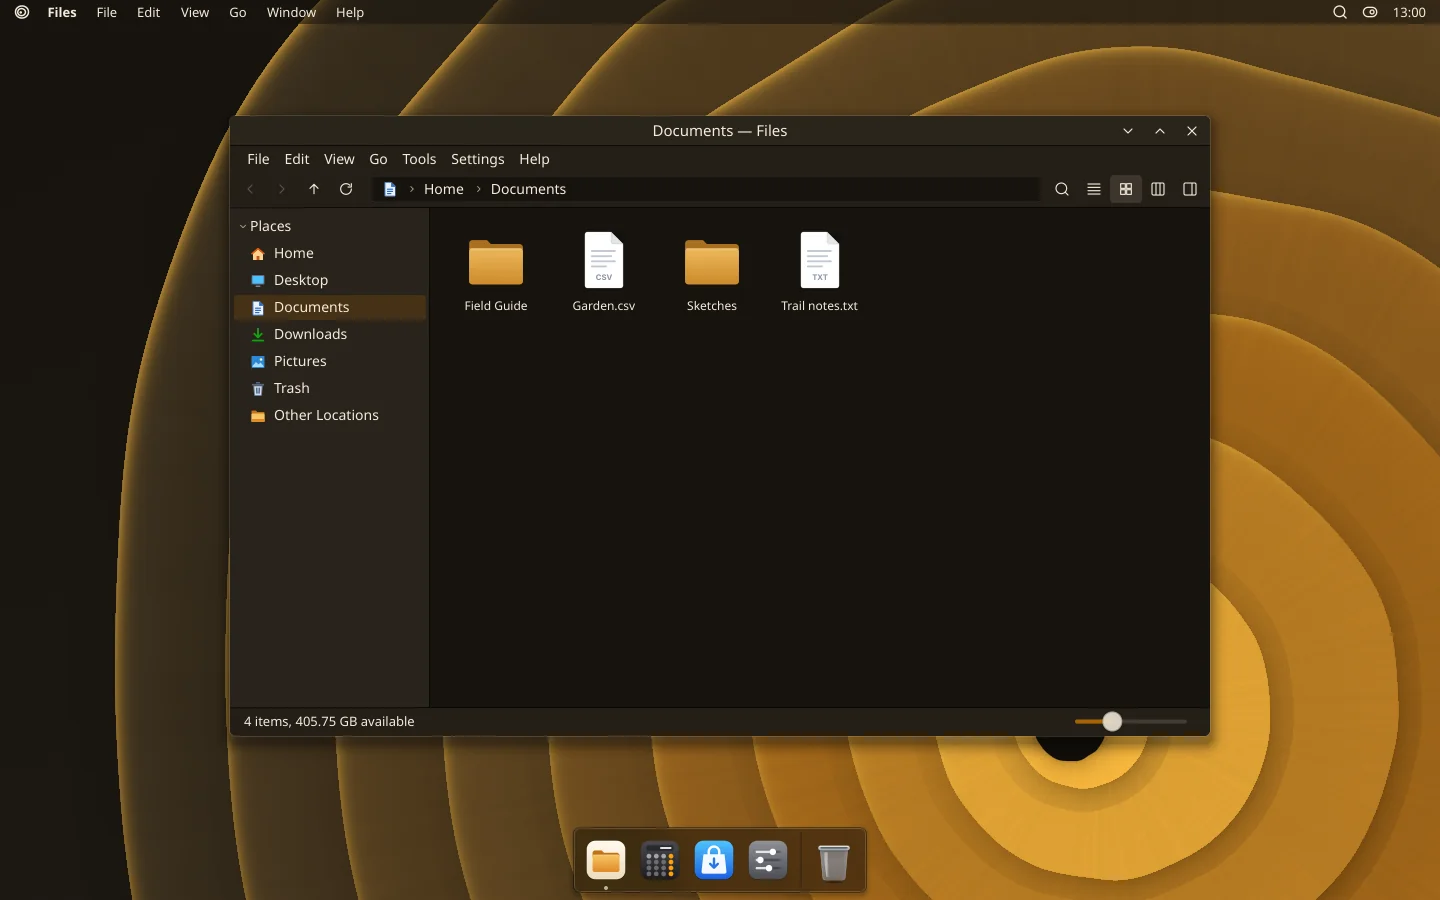 Files File Edit View Go Window Help 13:00
Documents — Files
File Edit View Go Tools Settings Help
Home Documents
Places
Home
Desktop
Documents
Downloads
Pictures
Trash
Other Locations
CSV TXT
Field Guide Garden.csv Sketches Trail notes.txt
4 items, 405.75 GB available